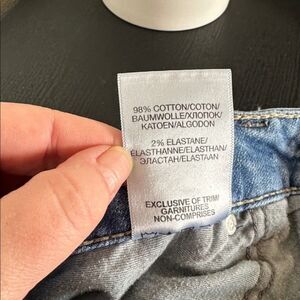 98% COTTON/COTON/
BAUMWOLLE/ХЛОПОК/
KATOEN/ALGODON
2% ELASTANE/
ELASTHANNE/ELASTHAN/
ЭЛАСТАН/ELASTAAN
EXCLUSIVE OF TRIM/
GARNITURES
NON-COMPRISES